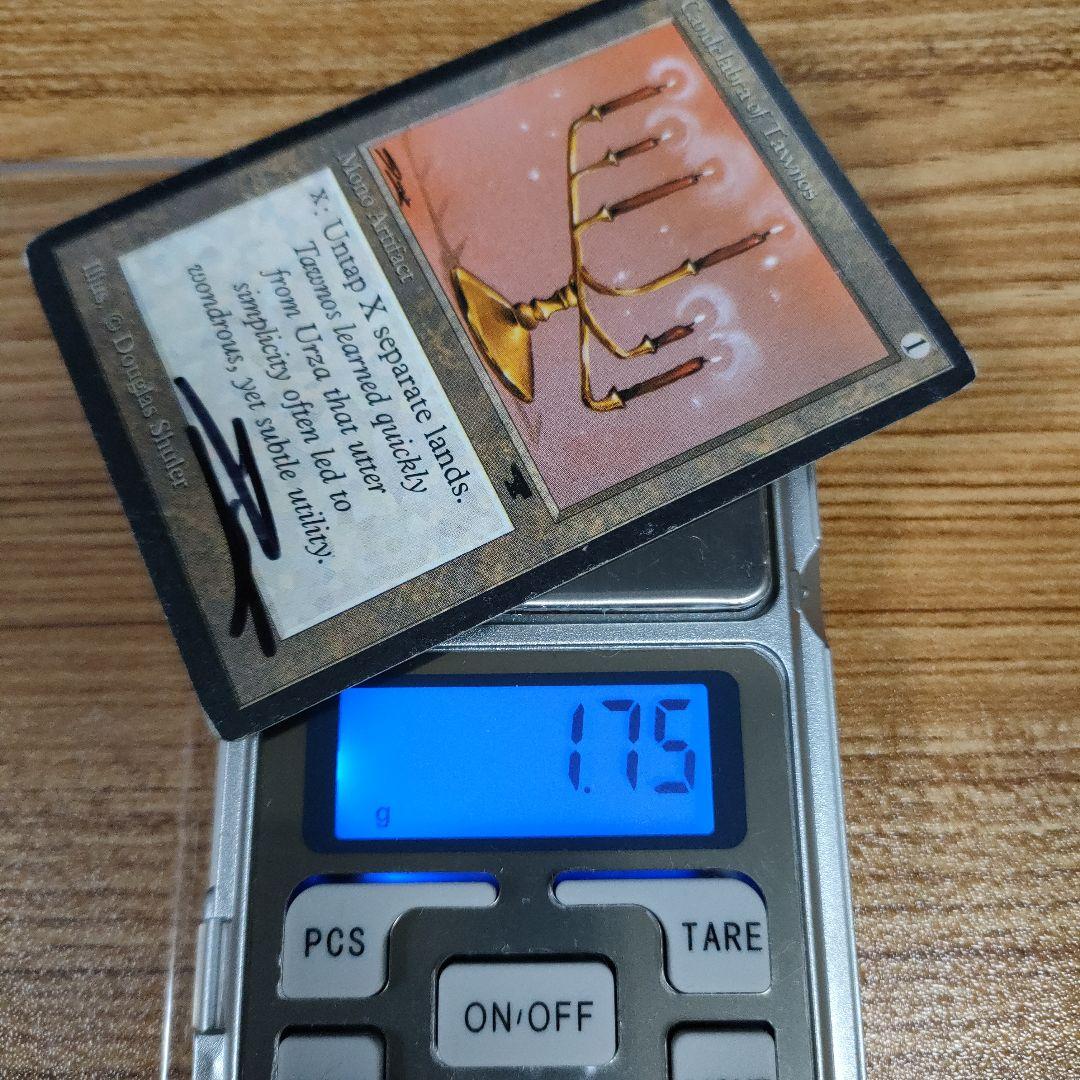 Candelabra of Tawnos
1
Mono Artifact
X: Untap X separate lands.
Tawnos learned quickly
from Urza that utter
simplicity often led to
wondrous, yet subtle utility.
Illus. © Douglas Shuler
1.75
g
PCS
TARE
ON/OFF